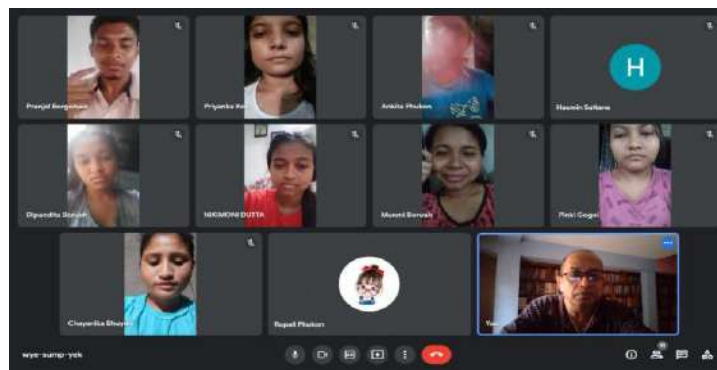 Pranjal Borgohain
Priyanka
Ankita Phukan
H
Hasmin Sultana
Dipandita Boruah
NIKIMONI DUTTA
Munmi Boruah
Pinki Gogoi
Chayanika Bhuyan
Rupali Phukan
You
wye-sump-yek